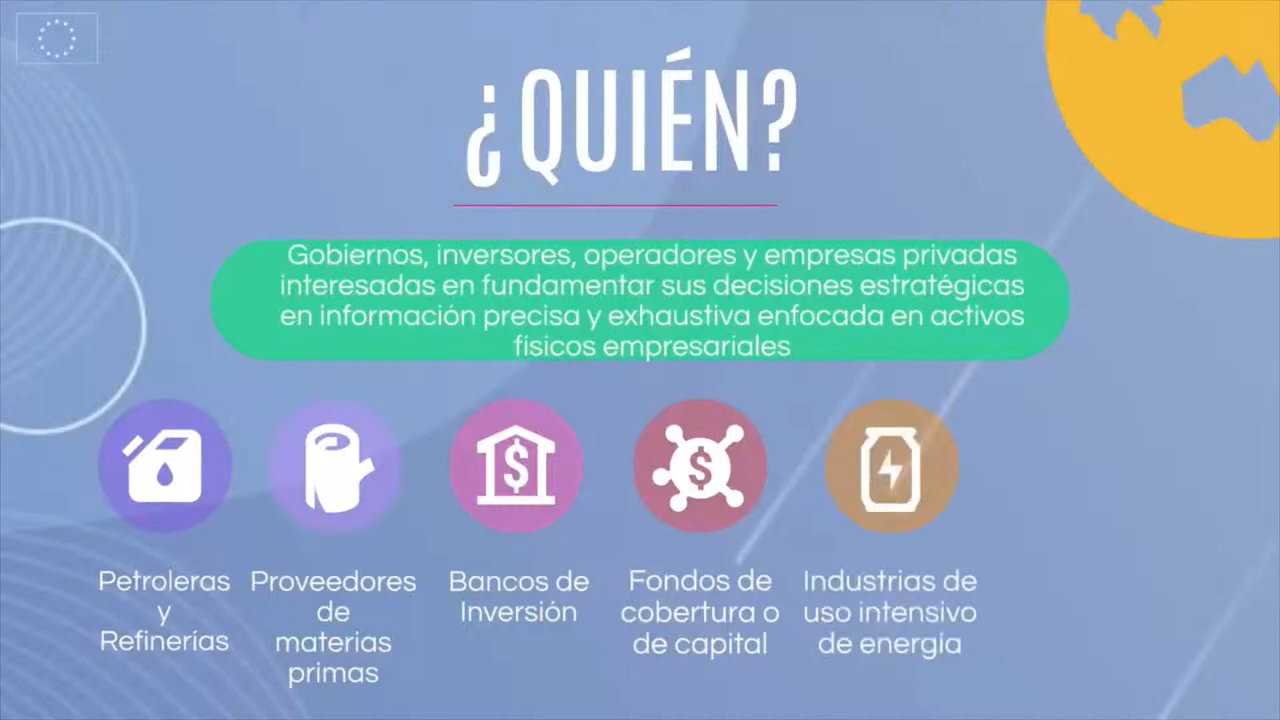 ¿QUIÉN?
Gobiernos, inversores, operadores y empresas privadas
interesadas en fundamentar sus decisiones estratégicas
en información precisa y exhaustiva enfocada en activos
físicos empresariales
Petroleras
y
Refinerías
Proveedores
de
materias
primas
Bancos de
Inversión
Fondos de
cobertura o
de capital
Industrias de
uso intensivo
de energía